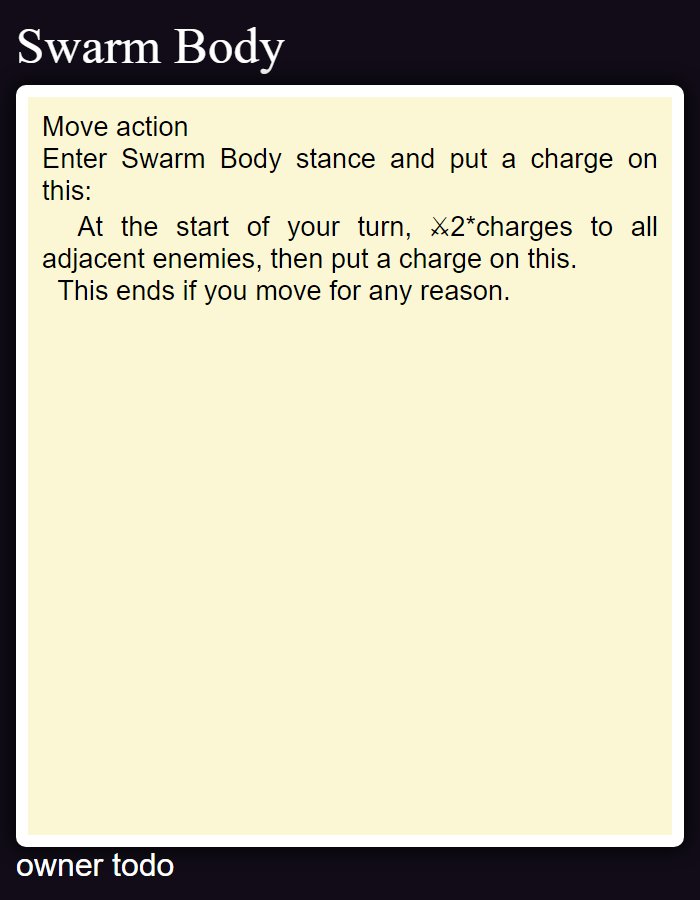 Swarm Body
Move action
Enter Swarm Body stance and put a charge on
this:
At the start of your turn, ⚔2*charges to all
adjacent enemies, then put a charge on this.
This ends if you move for any reason.
owner todo